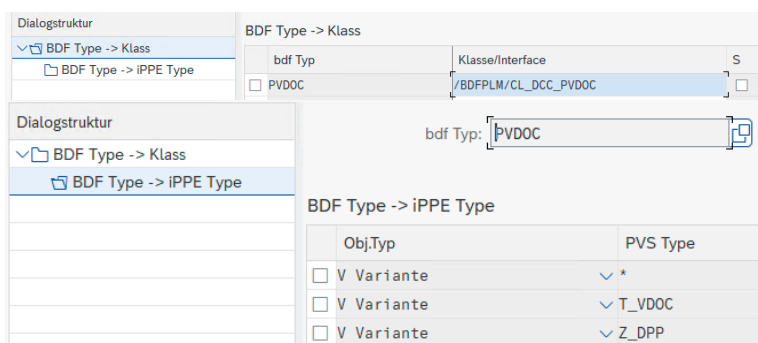 Dialogstruktur
BDF Type -> Klass
BDF Type -> iPPE Type
BDF Type -> Klass
bdf Typ Klasse/Interface S
PVDOC /BDFPLM/CL_DCC_PVDOC
Dialogstruktur
BDF Type -> Klass
BDF Type -> iPPE Type
bdf Typ: PVDOC
BDF Type -> iPPE Type
Obj.Typ PVS Type
V Variante *
V Variante T_VDOC
V Variante Z_DPP